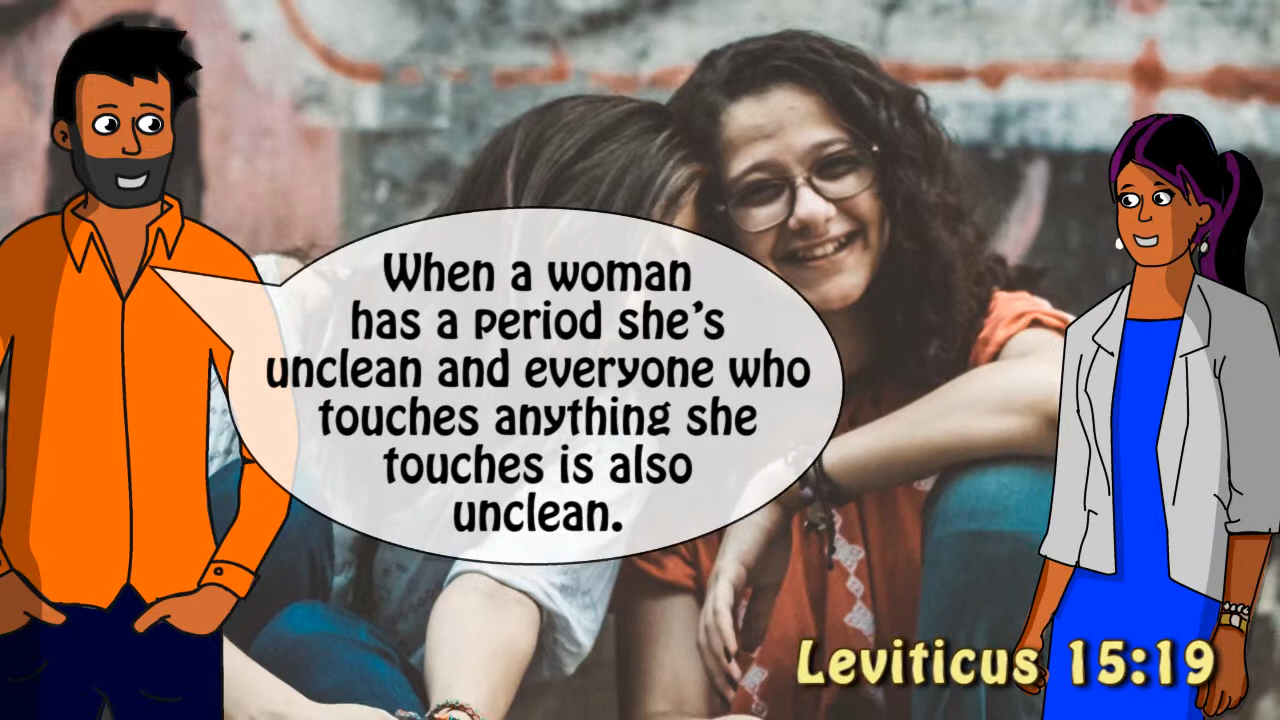 When a woman
has a period she's
unclean and everyone who
touches anything she
touches is also
unclean.
Leviticus 15:19